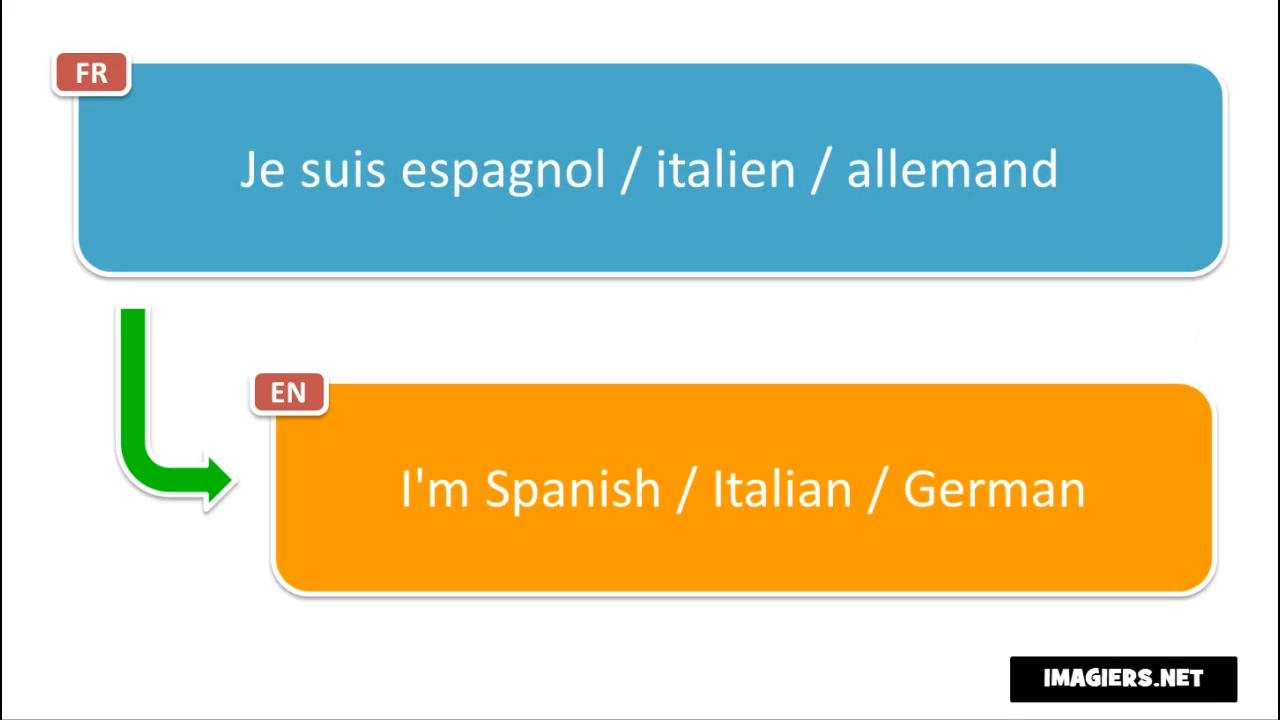 FR
Je suis espagnol / italien / allemand
EN
I'm Spanish / Italian / German
IMAGIERS.NET